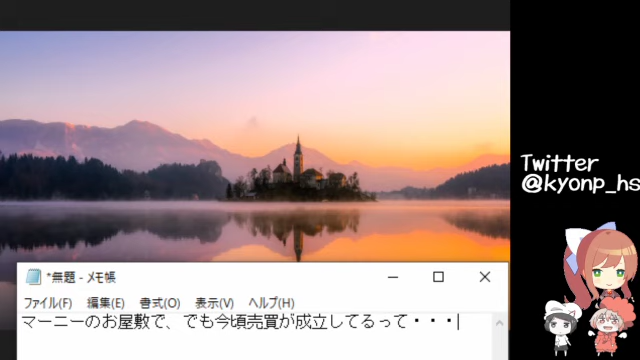 Twitter
@kyonp_hs
*無題 - メモ帳
ファイル(F) 編集(E) 書式(O) 表示(V) ヘルプ(H)
マーニーのお屋敷で、でも今頃売買が成立してるって・・・